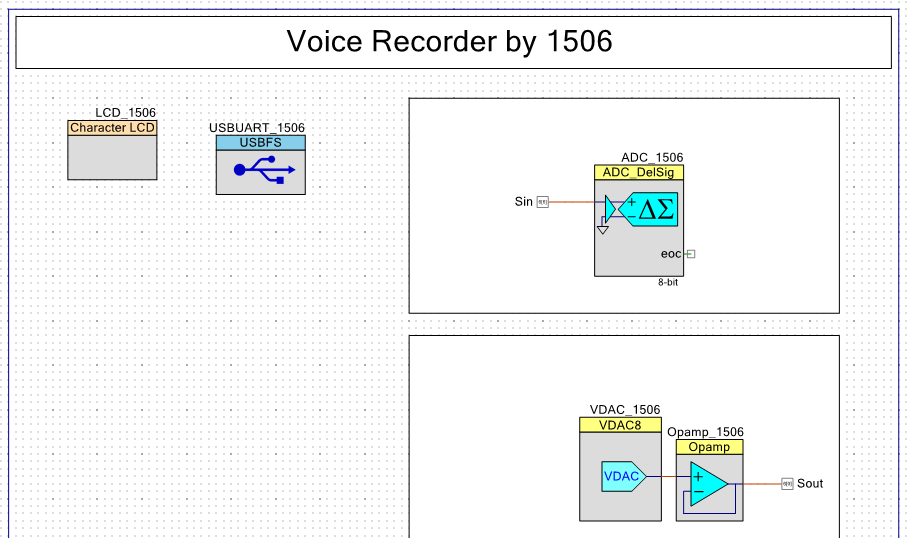 Voice Recorder by 1506
LCD_1506
Character LCD
USBUART_1506
USBFS
ADC_1506
ADC_DelSig
Sin
+
−
ΔΣ
eoc
8-bit
VDAC_1506
VDAC8
VDAC
Opamp_1506
Opamp
+
−
Sout